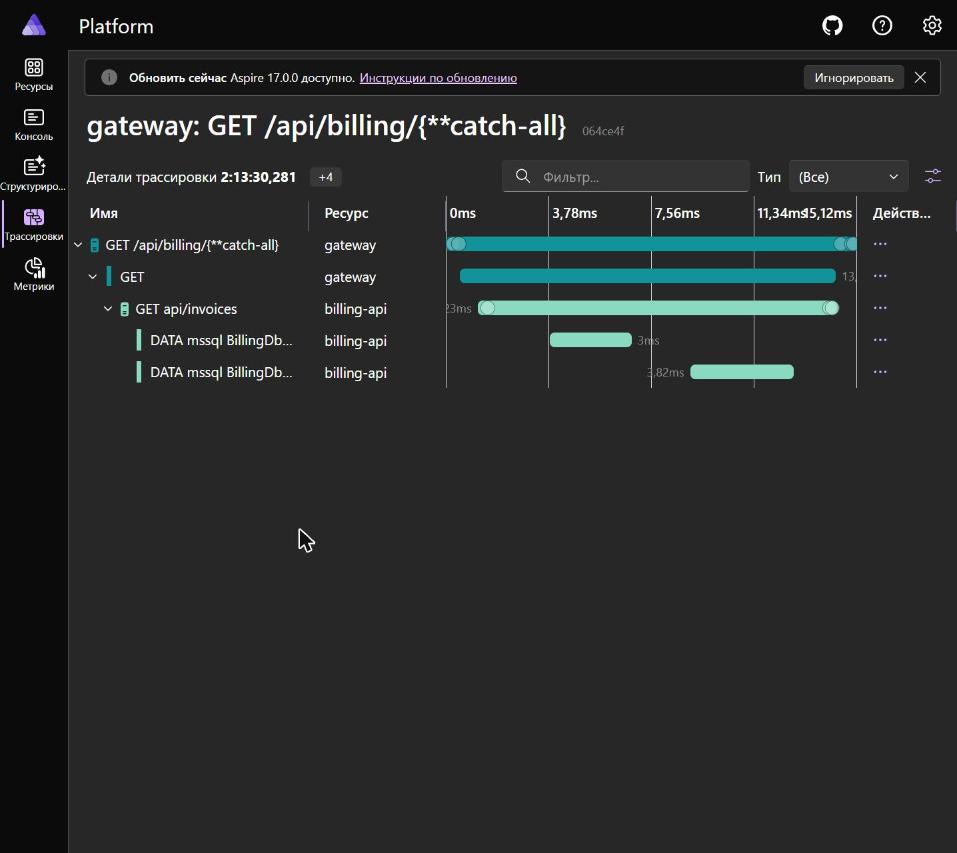 Platform
Ресурсы
Консоль
Структуриро...
Трассировки
Метрики
Обновить сейчас Aspire 17.0.0 доступно. Инструкции по обновлению
Игнорировать
gateway: GET /api/billing/{**catch-all} 064ce4f
Детали трассировки 2:13:30,281 +4
Фильтр...
Тип (Все)
Имя Ресурс 0ms 3,78ms 7,56ms 11,34ms 15,12ms Действ...
GET /api/billing/{**catch-all} gateway
GET gateway 13,
GET api/invoices billing-api 23ms
DATA mssql BillingDb... billing-api 3ms
DATA mssql BillingDb... billing-api 3,82ms